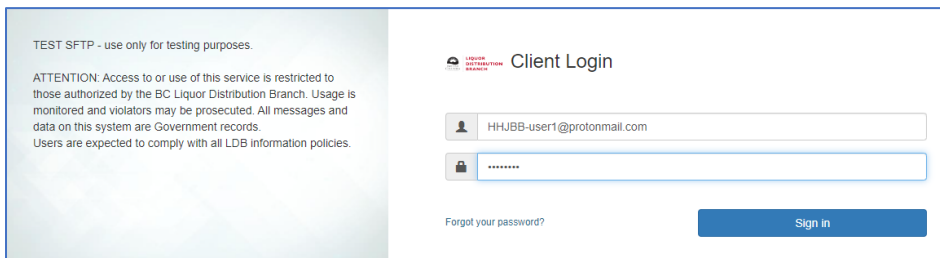 TEST SFTP - use only for testing purposes.
ATTENTION: Access to or use of this service is restricted to
those authorized by the BC Liquor Distribution Branch. Usage is
monitored and violators may be prosecuted. All messages and
data on this system are Government records.
Users are expected to comply with all LDB information policies.
LIQUOR
DISTRIBUTION
BRANCH
Client Login
HHJBB-user1@protonmail.com
••••••••
Forgot your password?
Sign in